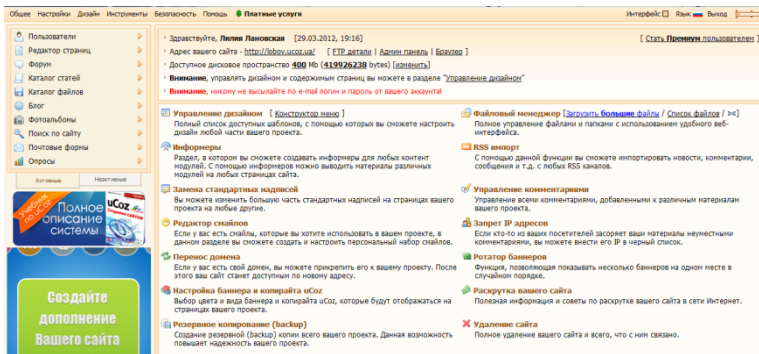 Общее Настройки Дизайн Инструменты Безопасность Помощь Платные услуги Интерфейс Язык Выход
Пользователи
Редактор страниц
Форум
Каталог статей
Каталог файлов
Блог
Фотоальбомы
Поиск по сайту
Почтовые формы
Опросы
Активные Неактивные
Учебник по uCoz
Полное описание системы
uCoz
Создание сайтов
Создайте
дополнение
Вашего сайта
Здравствуйте, Лилия Лановская [29.03.2012, 19:16] [ Стать Премиум пользователем ]
Адрес вашего сайта - http://lobov.ucoz.ua/ [ FTP детали | Админ панель | Браузер ]
Доступное дисковое пространство 400 Mb (419926238 bytes) [изменить]
Внимание, управлять дизайном и содержимым страниц вы можете в разделе "Управление дизайном"
Внимание, никому не высылайте по e-mail логин и пароль от вашего аккаунта!
Управление дизайном [ Конструктор меню ]
Полный список доступных шаблонов, с помощью которых вы сможете настроить
дизайн любой части вашего проекта.
Информеры
Раздел, в котором вы сможете создавать информеры для любых контент
модулей. С помощью информеров можно выводить материалы различных
модулей на любых страницах сайта.
Замена стандартных надписей
Вы можете изменить большую часть стандартных надписей на страницах вашего
проекта на любые другие.
Редактор смайлов
Если у вас есть смайлы, которые вы хотите использовать в вашем проекте, в
данном разделе вы сможете создать и настроить персональный набор смайлов.
Перенос домена
Если у вас есть свой домен, вы можете прикрепить его к вашему проекту. После
этого ваш сайт станет доступным по новому адресу.
Настройка баннера и копирайта uCoz
Выбор цвета и вида баннера и копирайта uCoz, которые будут отображаться на
страницах вашего проекта.
Резервное копирование (backup)
Создание резервной (backup) копии всего вашего проекта. Данная возможность
повышает надежность вашего проекта.
Файловый менеджер [Загрузить большие файлы / Список файлов / ]
Полное управление файлами и папками с использованием удобного веб-
интерфейса.
RSS импорт
С помощью данной функции вы сможете импортировать новости, комментарии,
сообщения и т.д. с любых RSS каналов.
Управление комментариями
Управление всеми комментариями, добавленными к различным материалам
вашего проекта.
Запрет IP адресов
Если кто-то из ваших посетителей засоряет ваши материалы неуместными
комментариями, вы можете внести его IP в черный список.
Ротатор баннеров
Функция, позволяющая показывать несколько баннеров на одном месте в
случайном порядке.
Раскрутка вашего сайта
Полезная информация и советы по раскрутке вашего сайта в сети Интернет.
Удаление сайта
Полное удаление вашего сайта и всего, что с ним связано.